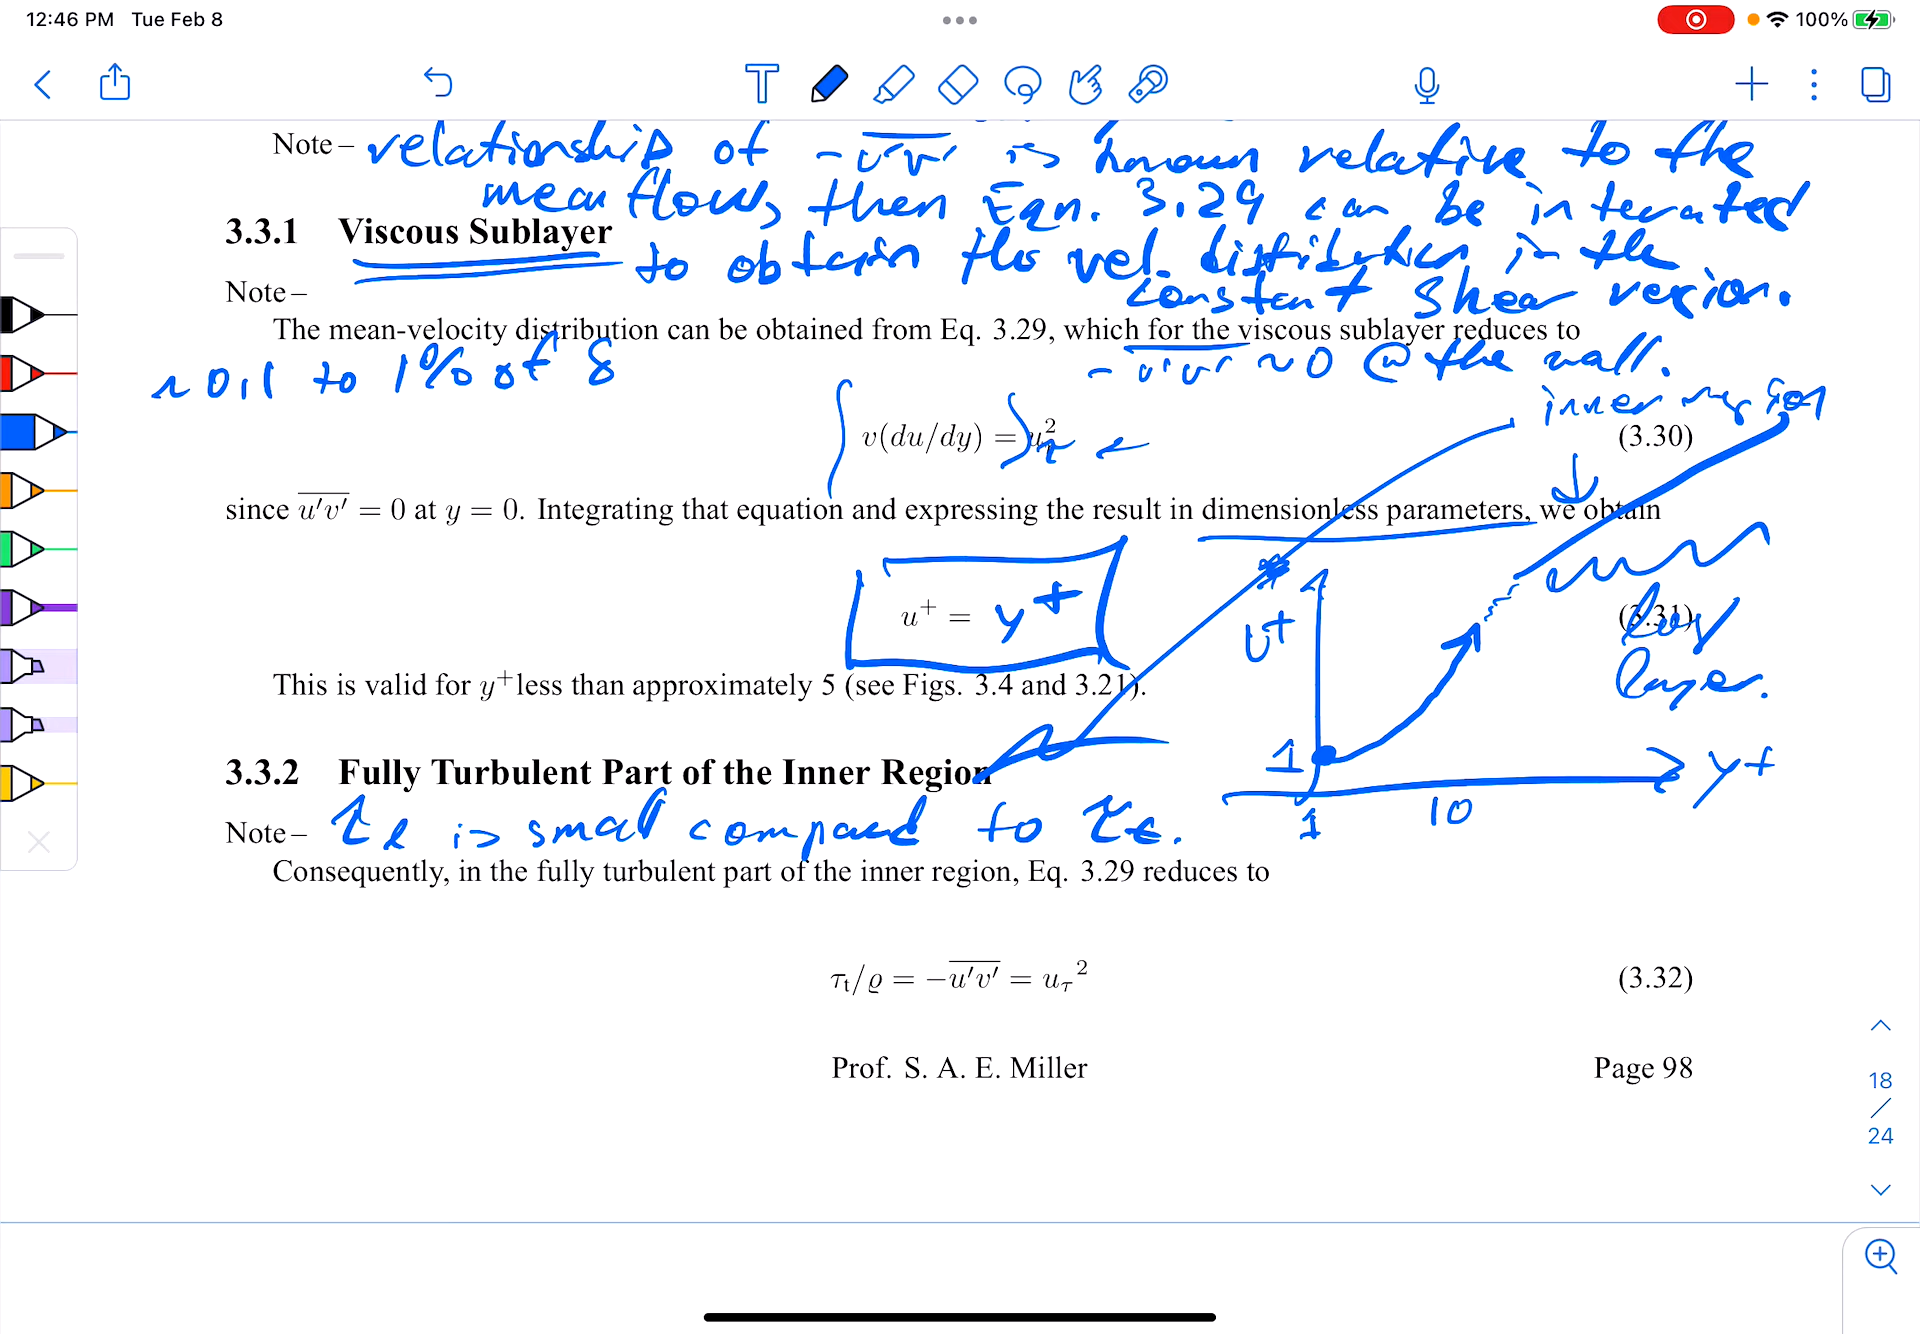 12:46 PM Tue Feb 8
100%
Note – relationship of -u'v' is known relative to the
mean flow, then Eqn. 3.29 can be interated
3.3.1 Viscous Sublayer
to obtain the vel. distribution in the
constant shear region.
Note –
The mean-velocity distribution can be obtained from Eq. 3.29, which for the viscous sublayer reduces to
~ 0.1 to 1% of δ
-u'v' ~ 0 @ the wall.
inner region
∫ ν(du/dy) = ∫ u_τ^2 ← (3.30)
since u'v' = 0 at y = 0. Integrating that equation and expressing the result in dimensionless parameters, we obtain
u^+ = y^+ (3.31)
U+
log
layer.
This is valid for y^+ less than approximately 5 (see Figs. 3.4 and 3.21).
3.3.2 Fully Turbulent Part of the Inner Region
1
y+
1
10
Note – τ_l is small compared to τ_t.
Consequently, in the fully turbulent part of the inner region, Eq. 3.29 reduces to
τ_t/ϱ = −u'v' = u_τ^2 (3.32)
Prof. S. A. E. Miller Page 98
18
/
24